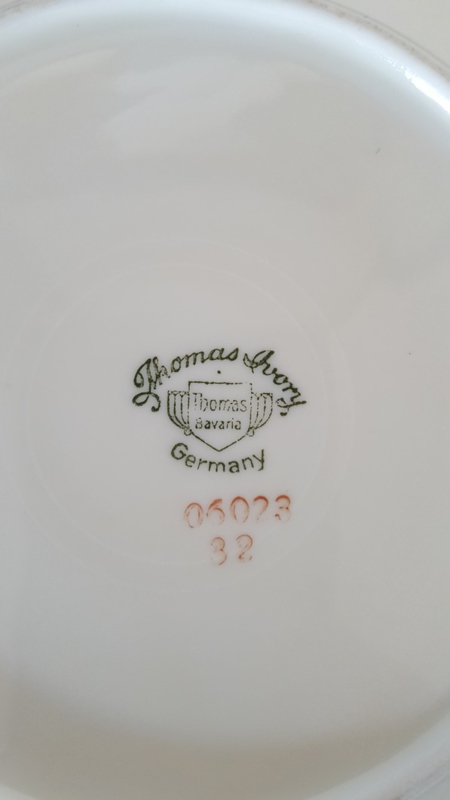 Thomas Ivory.
Thomas
Bavaria
Germany
06023
32